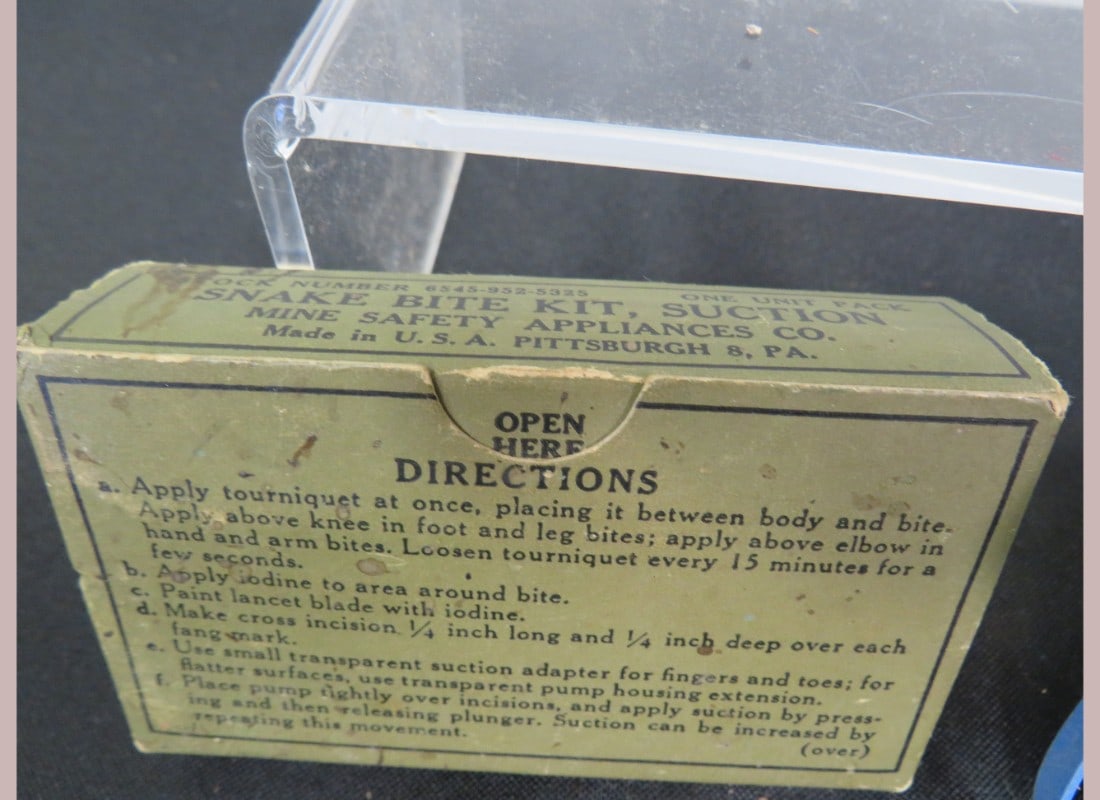 STOCK NUMBER 6545-952-5325 ONE UNIT PACK
SNAKE BITE KIT, SUCTION
MINE SAFETY APPLIANCES CO.
Made in U. S. A. PITTSBURGH 8, PA.
OPEN
HERE
DIRECTIONS
a. Apply tourniquet at once, placing it between body and bite.
Apply above knee in foot and leg bites; apply above elbow in
hand and arm bites. Loosen tourniquet every 15 minutes for a
few seconds.
b. Apply iodine to area around bite.
c. Paint lancet blade with iodine.
d. Make cross incision ¼ inch long and ¼ inch deep over each
fang mark.
e. Use small transparent suction adapter for fingers and toes; for
flatter surfaces, use transparent pump housing extension.
f. Place pump tightly over incisions, and apply suction by press-
ing and then releasing plunger. Suction can be increased by
repeating this movement.
(over)